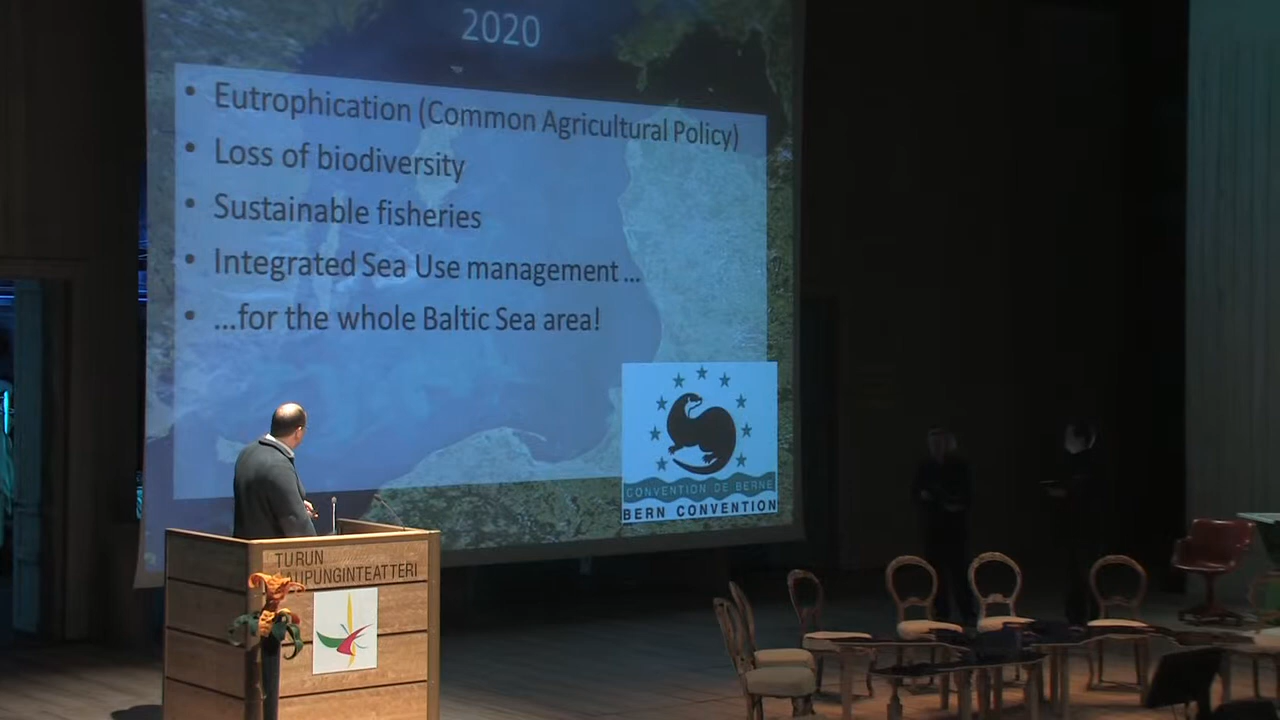 2020
• Eutrophication (Common Agricultural Policy)
• Loss of biodiversity
• Sustainable fisheries
• Integrated Sea Use management ...
• ...for the whole Baltic Sea area!
CONVENTION DE BERNE
BERN CONVENTION
TURUN
KAUPUNGINTEATTERI